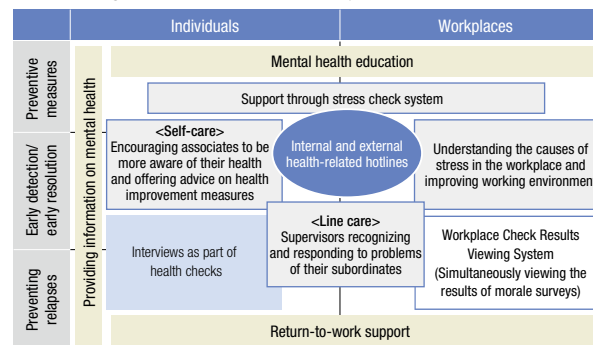 Individuals
Workplaces
Preventive
measures
Early detection/
early resolution
Preventing
relapses
Providing information on mental health
Mental health education
Support through stress check system
<Self-care>
Encouraging associates to be
more aware of their health
and offering advice on health
improvement measures
Internal and external
health-related hotlines
Understanding the causes of
stress in the workplace and
improving working environmen
Interviews as part of
health checks
<Line care>
Supervisors recognizing
and responding to problems
of their subordinates
Workplace Check Results
Viewing System
(Simultaneously viewing the
results of morale surveys)
Return-to-work support